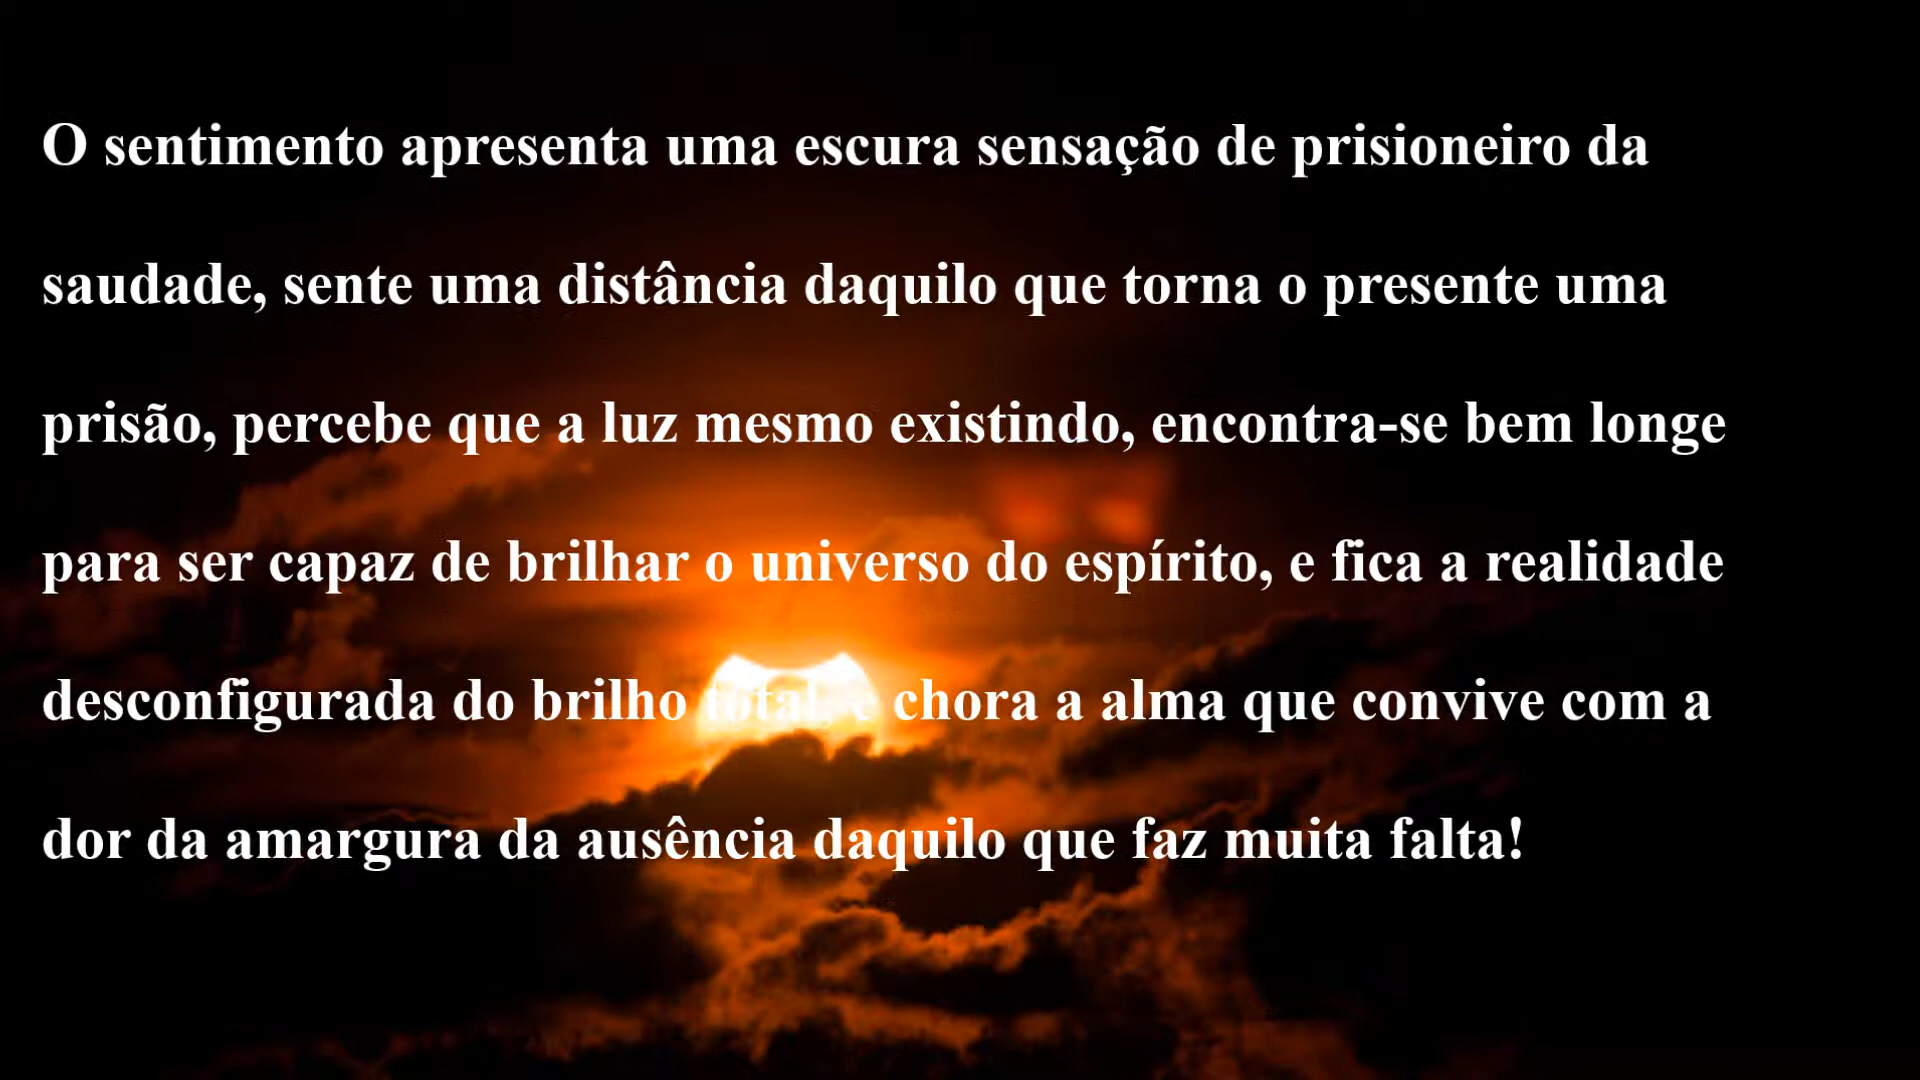 O sentimento apresenta uma escura sensação de prisioneiro da
saudade, sente uma distância daquilo que torna o presente uma
prisão, percebe que a luz mesmo existindo, encontra-se bem longe
para ser capaz de brilhar o universo do espírito, e fica a realidade
desconfigurada do brilho total, e chora a alma que convive com a
dor da amargura da ausência daquilo que faz muita falta!